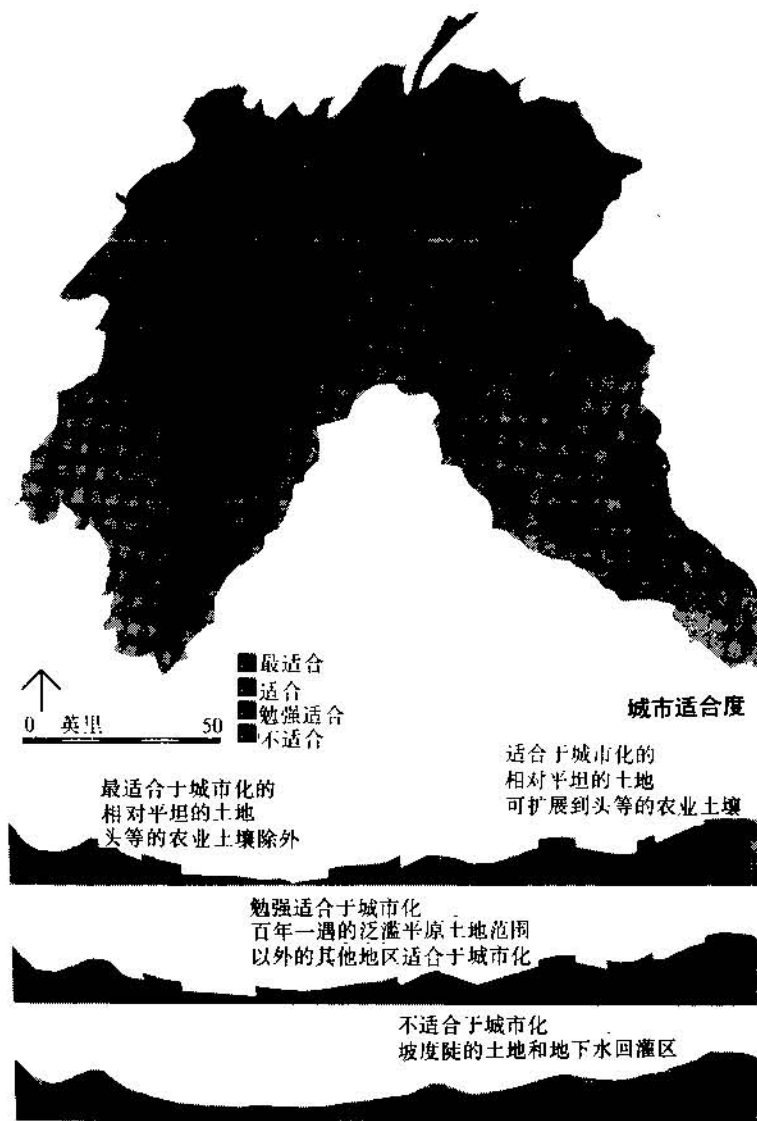 最适合
适合
勉强适合
不适合
0 英里 50
城市适合度
最适合于城市化的
相对平坦的土地
头等的农业土壤除外
适合于城市化的
相对平坦的土地
可扩展到头等的农业土壤
勉强适合于城市化
百年一遇的泛滥平原土地范围
以外的其他地区适合于城市化
不适合于城市化
坡度陡的土地和地下水回灌区